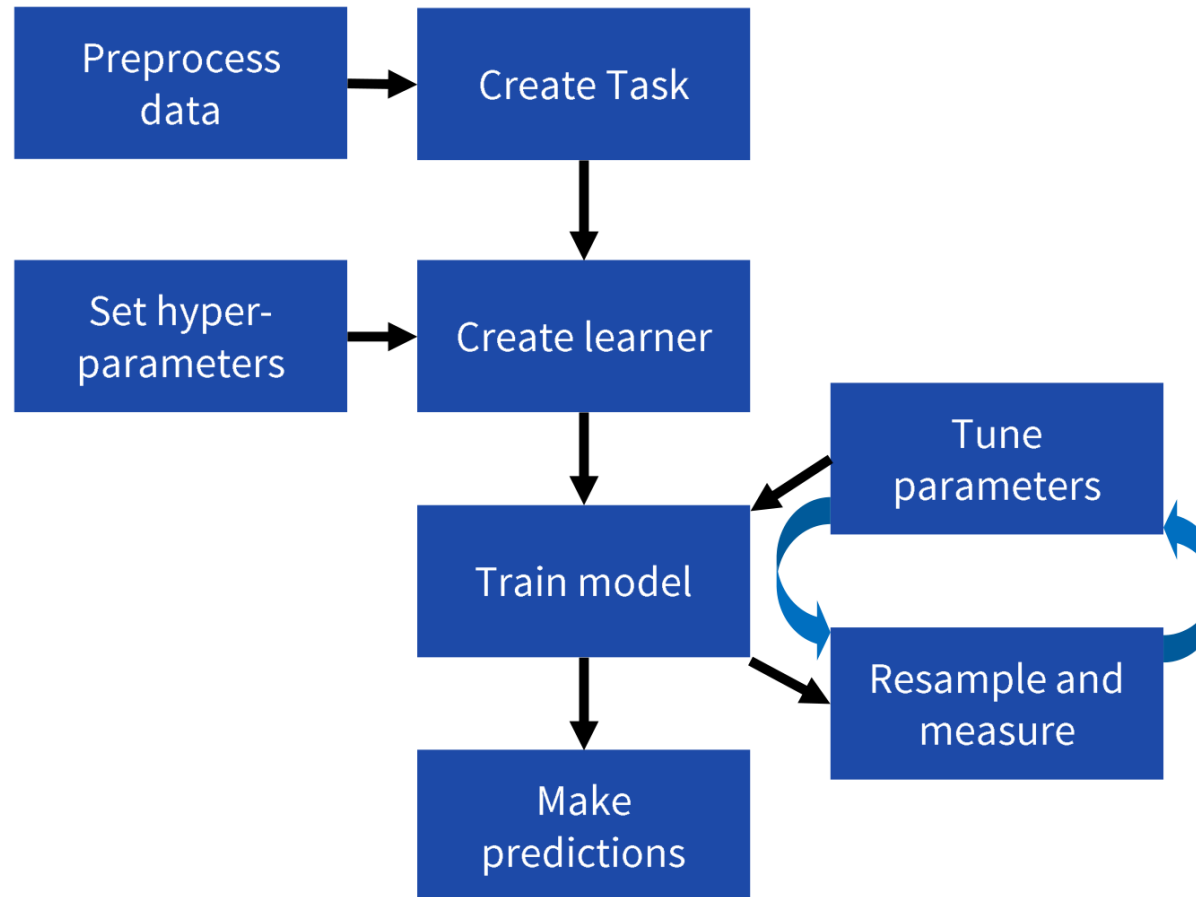 Preprocess
data
Create Task
Set hyper-
parameters
Create learner
Tune
parameters
Train model
Resample and
measure
Make
predictions